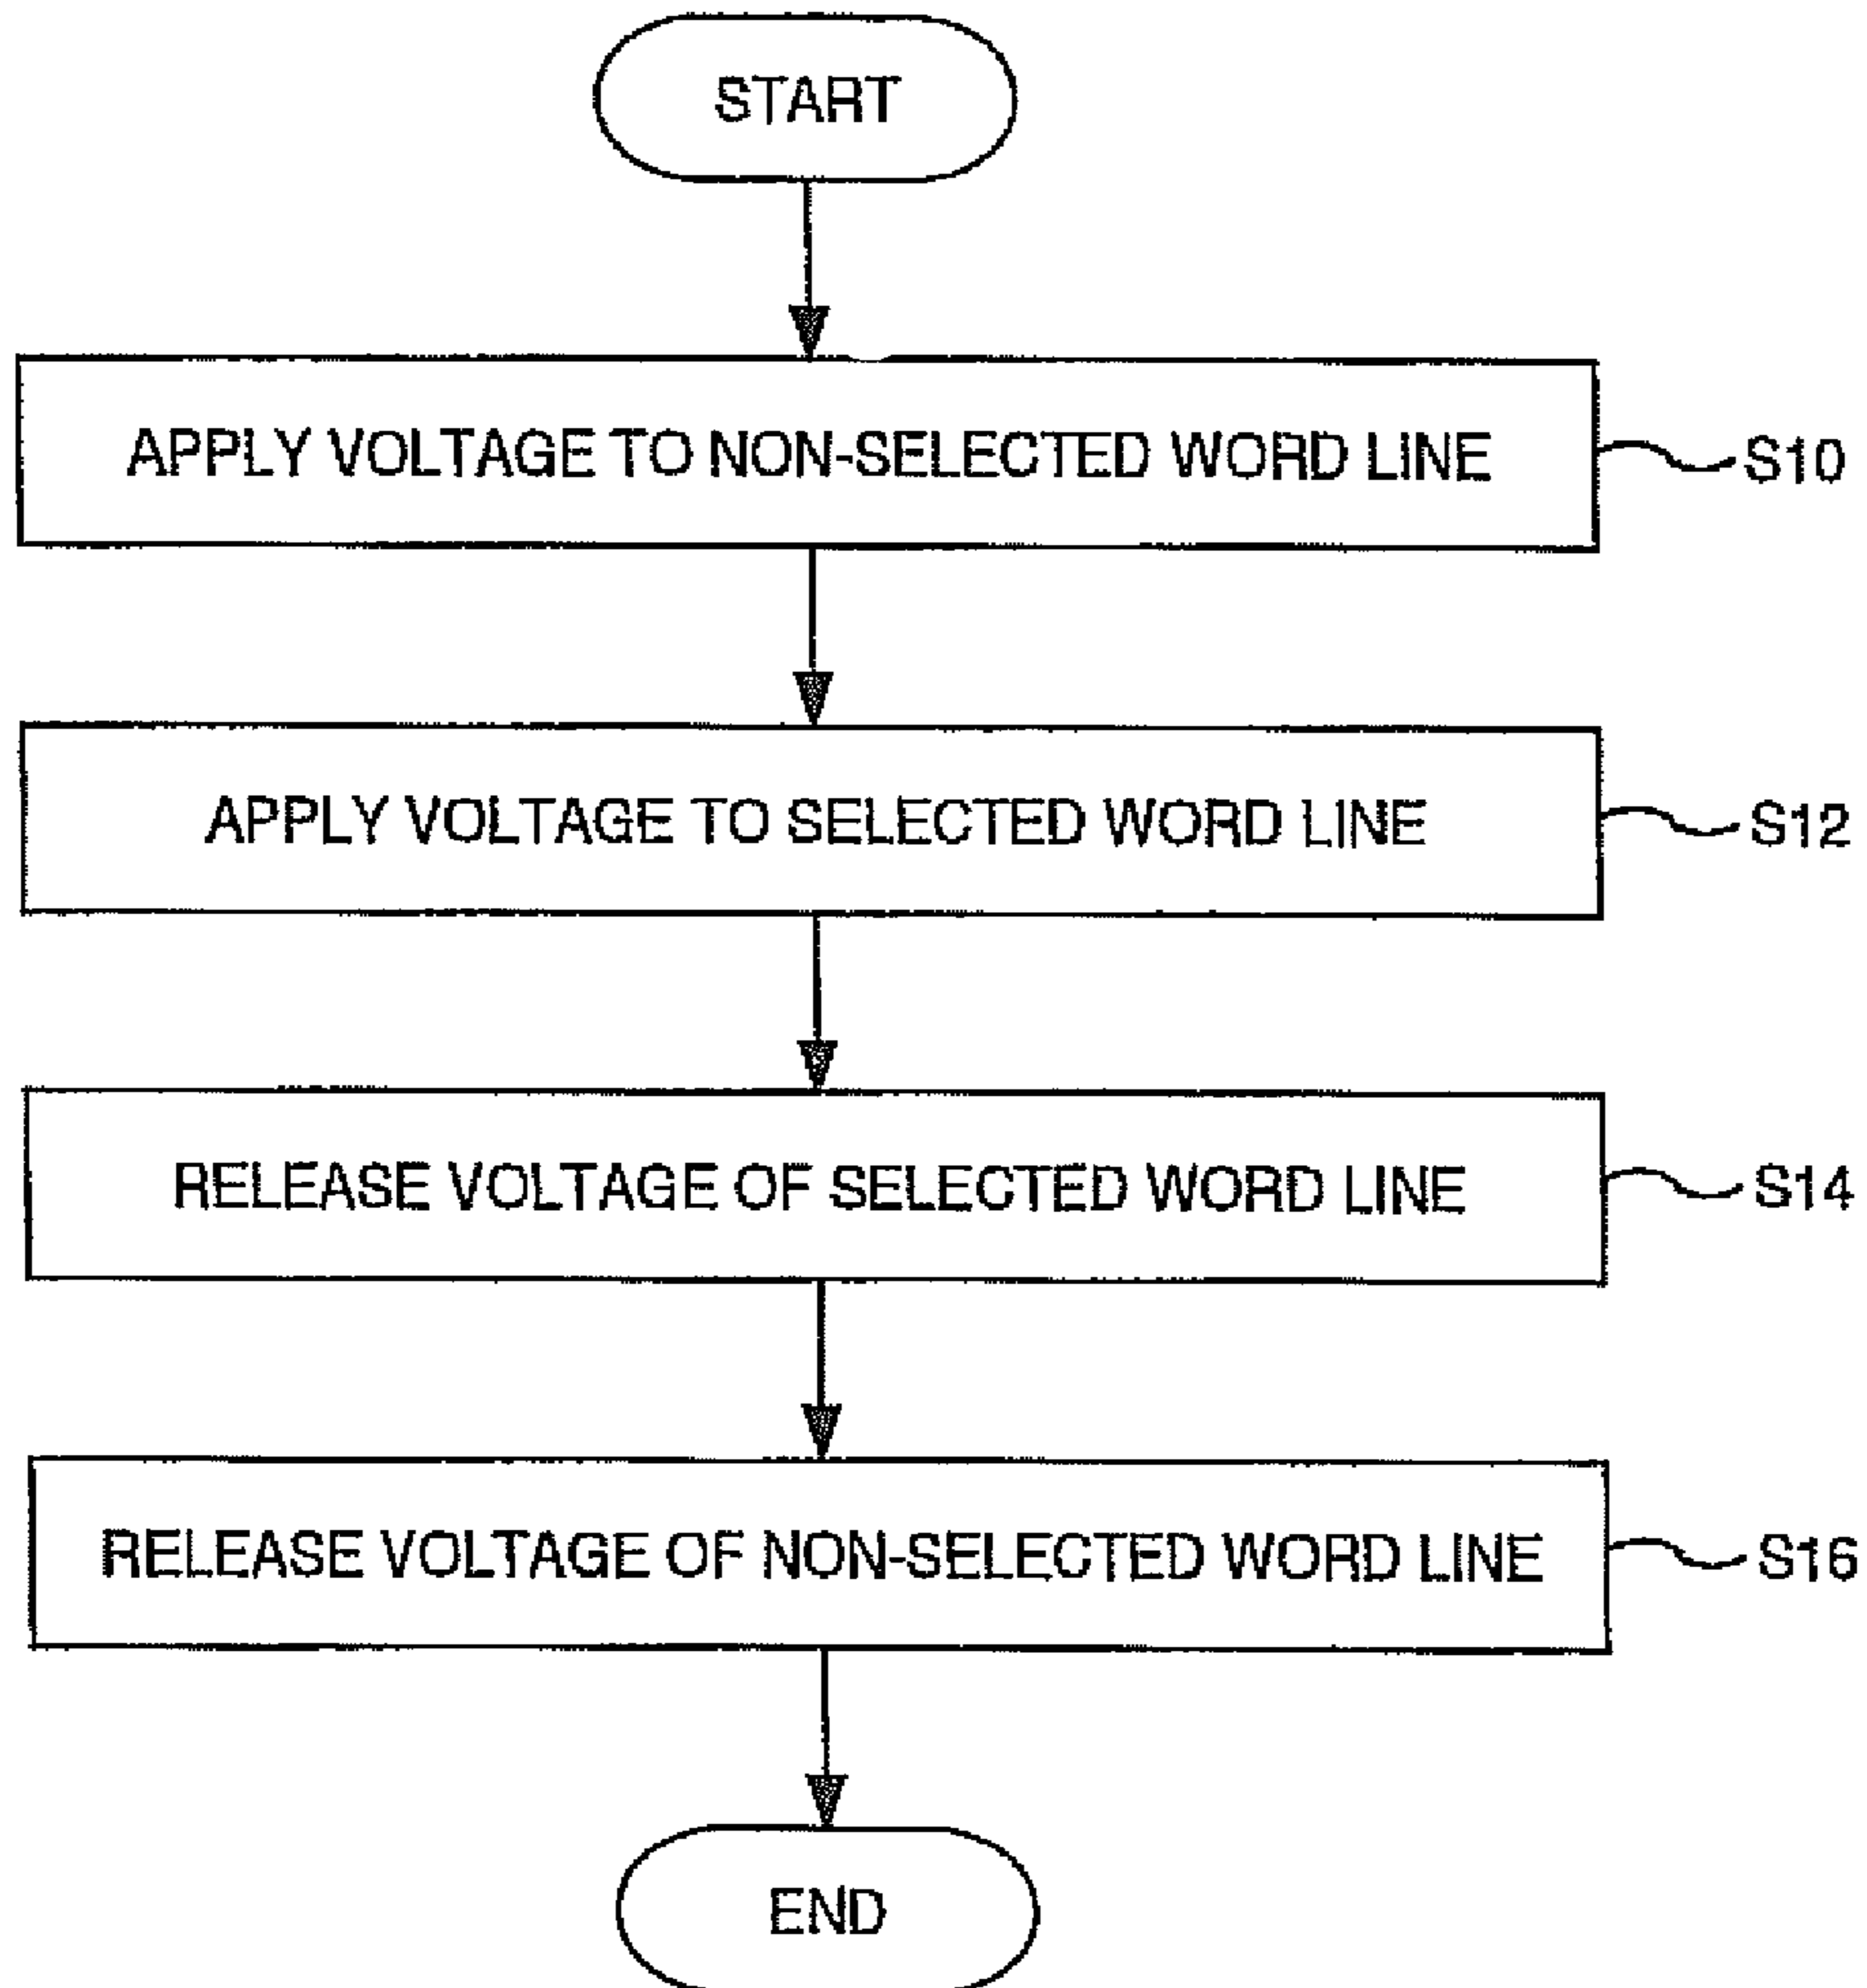 START
APPLY VOLTAGE TO NON-SELECTED WORD LINE
S10
APPLY VOLTAGE TO SELECTED WORD LINE
S12
RELEASE VOLTAGE OF SELECTED WORD LINE
S14
RELEASE VOLTAGE OF NON-SELECTED WORD LINE
S16
END